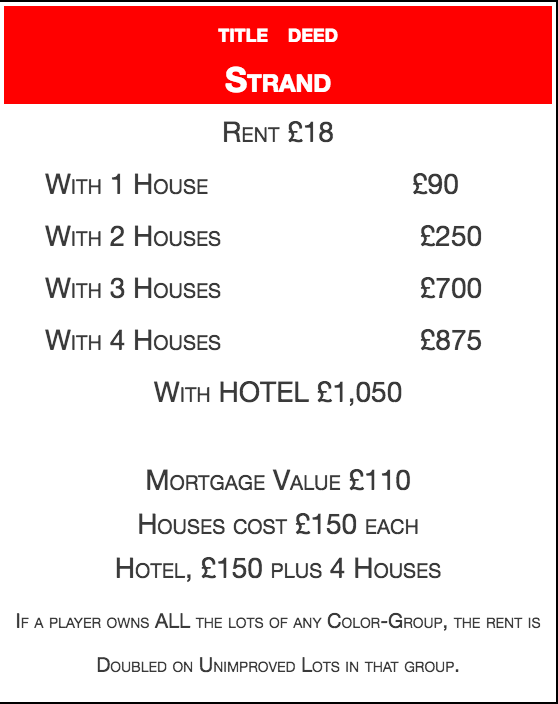 TITLE DEED
STRAND
RENT £18
WITH 1 HOUSE £90
WITH 2 HOUSES £250
WITH 3 HOUSES £700
WITH 4 HOUSES £875
WITH HOTEL £1,050
MORTGAGE VALUE £110
HOUSES COST £150 EACH
HOTEL, £150 PLUS 4 HOUSES
IF A PLAYER OWNS ALL THE LOTS OF ANY COLOR-GROUP, THE RENT IS
DOUBLED ON UNIMPROVED LOTS IN THAT GROUP.